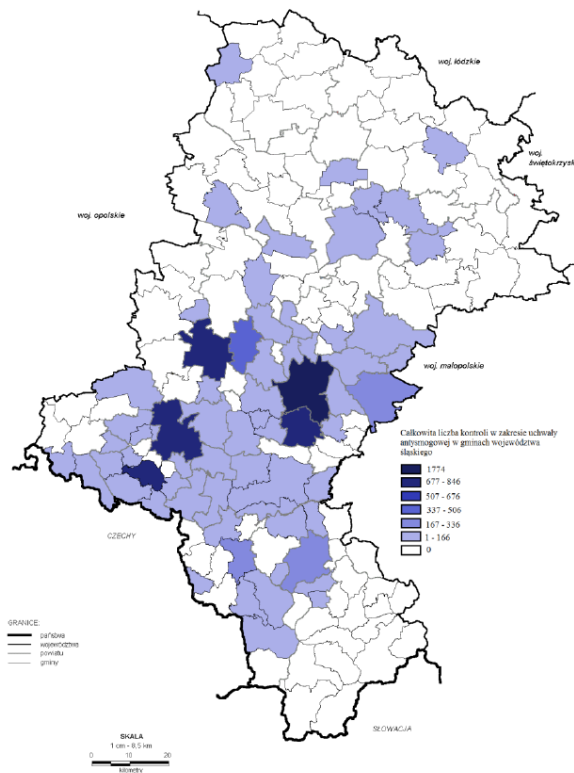 woj. łódzkie
woj.
świętokrzysk
woj. opolskie
woj. małopolskie
Całkowita liczba kontroli w zakresie uchwały
antysmogowej w gminach województwa
śląskiego
1774
677 - 846
507 - 676
337 - 506
167 - 336
1 - 166
0
CZECHY
GRANICE:
państwa
województwa
powiatu
gminy
SŁOWACJA
SKALA
1 cm - 0,5 km
0 10 20
kilometry